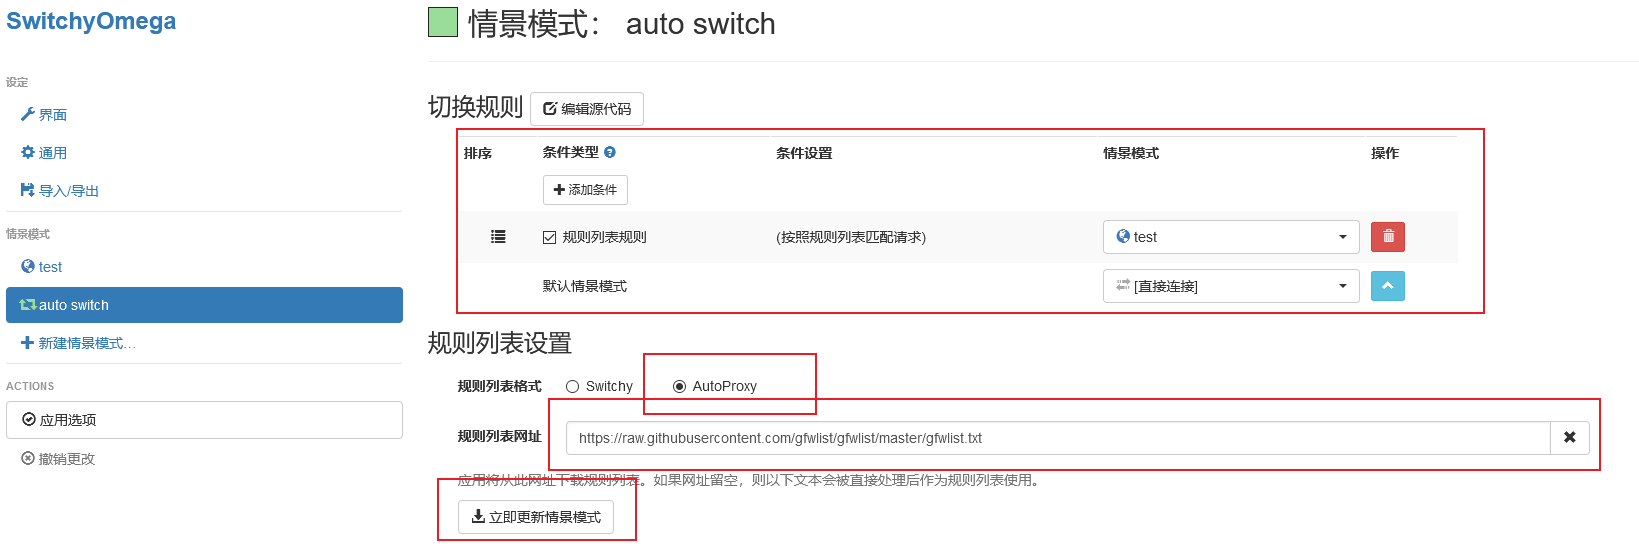 SwitchyOmega
设定
界面
通用
导入/导出
情景模式
test
auto switch
新建情景模式…
ACTIONS
应用选项
撤销更改
情景模式： auto switch
切换规则 编辑源代码
排序 条件类型 条件设置 情景模式 操作
添加条件
规则列表规则 (按照规则列表匹配请求) test
默认情景模式 [直接连接]
规则列表设置
规则列表格式 Switchy AutoProxy
规则列表网址 https://raw.githubusercontent.com/gfwlist/gfwlist/master/gfwlist.txt
应用将从此网址下载规则列表。如果网址留空，则以下文本会被直接处理后作为规则列表使用。
立即更新情景模式